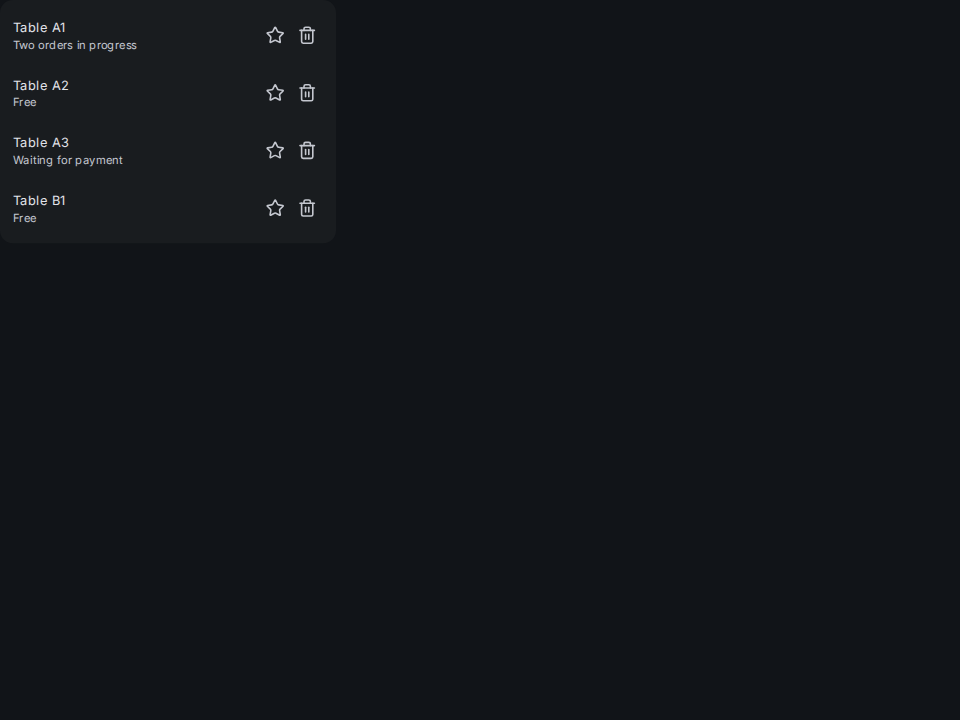 Table A1
Two orders in progress
Table A2
Free
Table A3
Waiting for payment
Table B1
Free